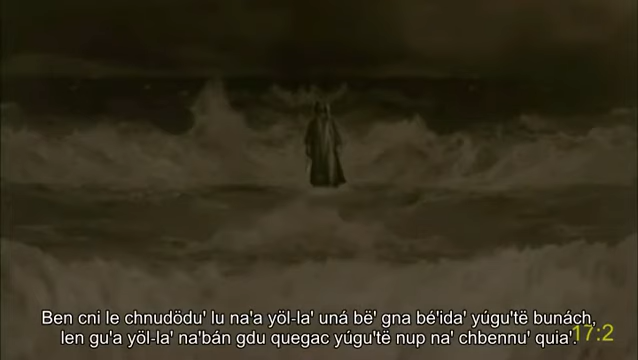 Ben cni le chnudödu' lu na'a yöl-la' uná bë' gna bé'ida' yúgu'të bunách,
len gu'a yöl-la' na'bán gdu quegac yúgu'të nup na' chbennu' quia'.
17:2